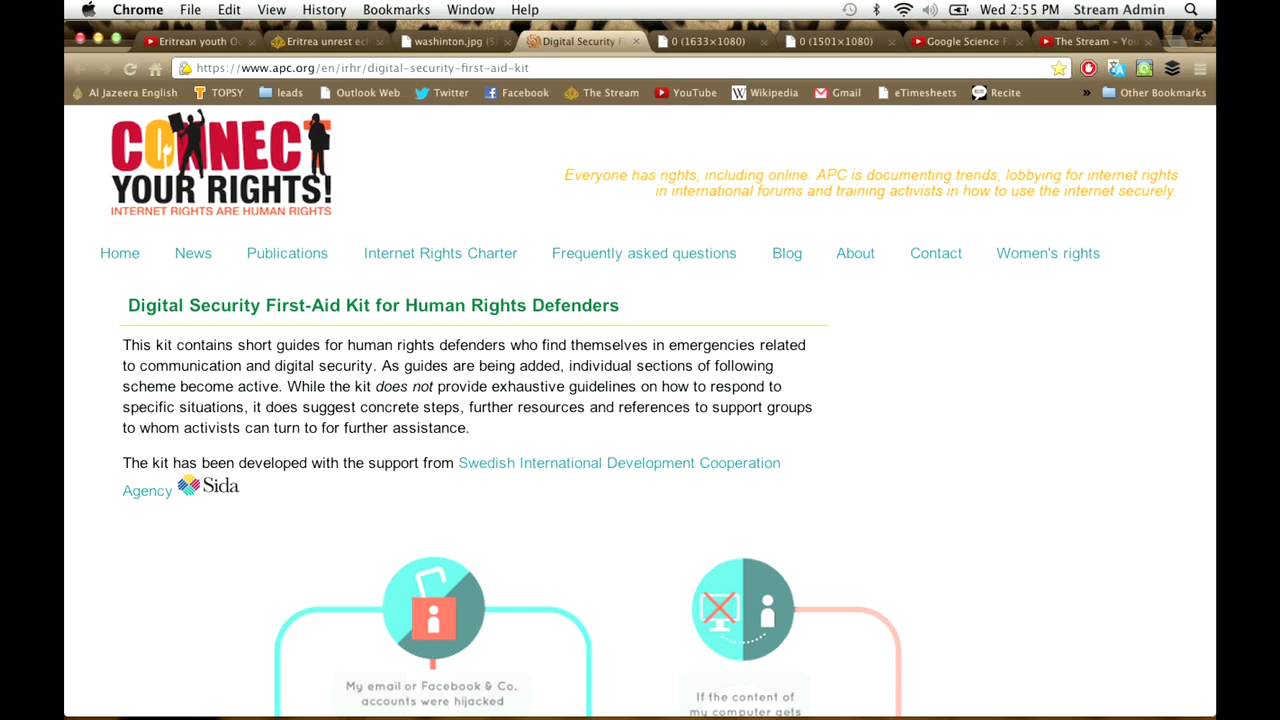 Chrome File Edit View History Bookmarks Window Help Wed 2:55 PM Stream Admin
Eritrean youth O Eritrea unrest ec washinton.jpg Digital Security F 0 (1633×1080) 0 (1501×1080) Google Science The Stream – You
https://www.apc.org/en/irhr/digital-security-first-aid-kit
Al Jazeera English TOPSY leads Outlook Web Twitter Facebook The Stream YouTube Wikipedia Gmail eTimesheets Recite » Other Bookmarks
CONNECT
YOUR RIGHTS!
INTERNET RIGHTS ARE HUMAN RIGHTS
Everyone has rights, including online. APC is documenting trends, lobbying for internet rights
in international forums and training activists in how to use the internet securely.
Home News Publications Internet Rights Charter Frequently asked questions Blog About Contact Women's rights
Digital Security First-Aid Kit for Human Rights Defenders
This kit contains short guides for human rights defenders who find themselves in emergencies related
to communication and digital security. As guides are being added, individual sections of following
scheme become active. While the kit does not provide exhaustive guidelines on how to respond to
specific situations, it does suggest concrete steps, further resources and references to support groups
to whom activists can turn to for further assistance.
The kit has been developed with the support from Swedish International Development Cooperation
Agency Sida
My email or Facebook & Co.
accounts were hijacked
If the content of
my computer gets